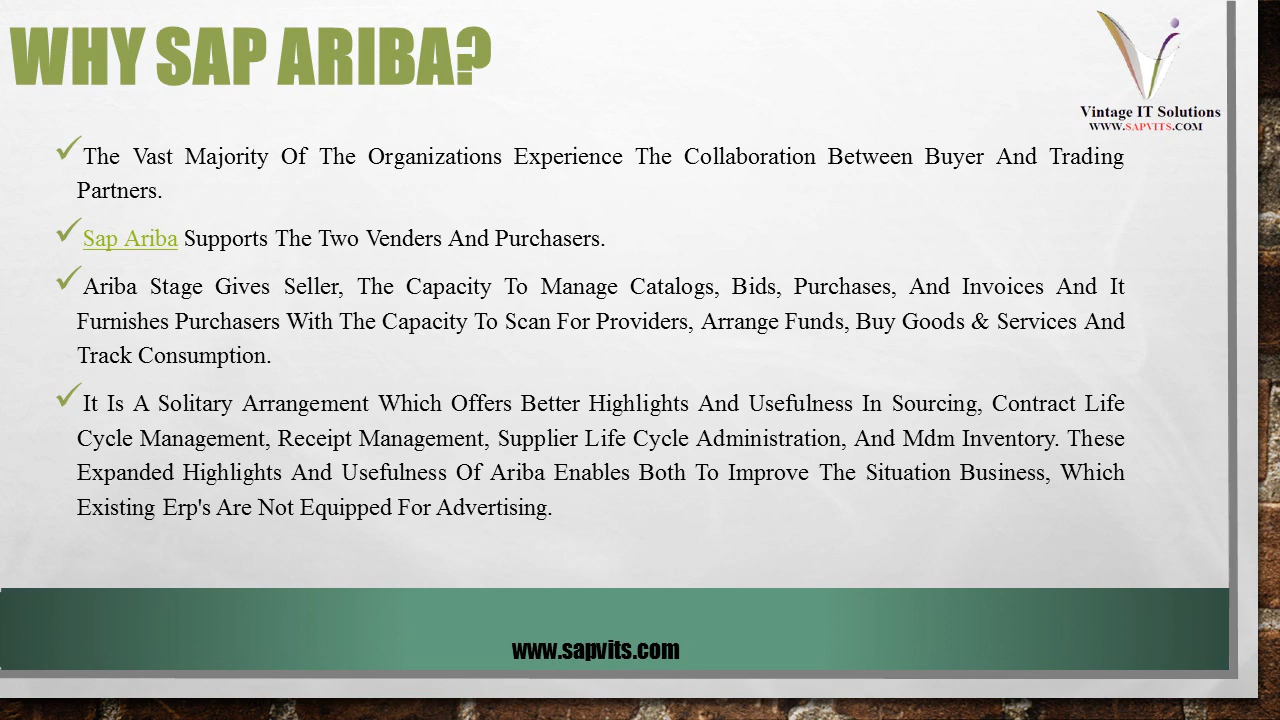 WHY SAP ARIBA?
Vintage IT Solutions
WWW.SAPVITS.COM
The Vast Majority Of The Organizations Experience The Collaboration Between Buyer And Trading
Partners.
Sap Ariba Supports The Two Venders And Purchasers.
Ariba Stage Gives Seller, The Capacity To Manage Catalogs, Bids, Purchases, And Invoices And It
Furnishes Purchasers With The Capacity To Scan For Providers, Arrange Funds, Buy Goods & Services And
Track Consumption.
It Is A Solitary Arrangement Which Offers Better Highlights And Usefulness In Sourcing, Contract Life
Cycle Management, Receipt Management, Supplier Life Cycle Administration, And Mdm Inventory. These
Expanded Highlights And Usefulness Of Ariba Enables Both To Improve The Situation Business, Which
Existing Erp's Are Not Equipped For Advertising.
www.sapvits.com